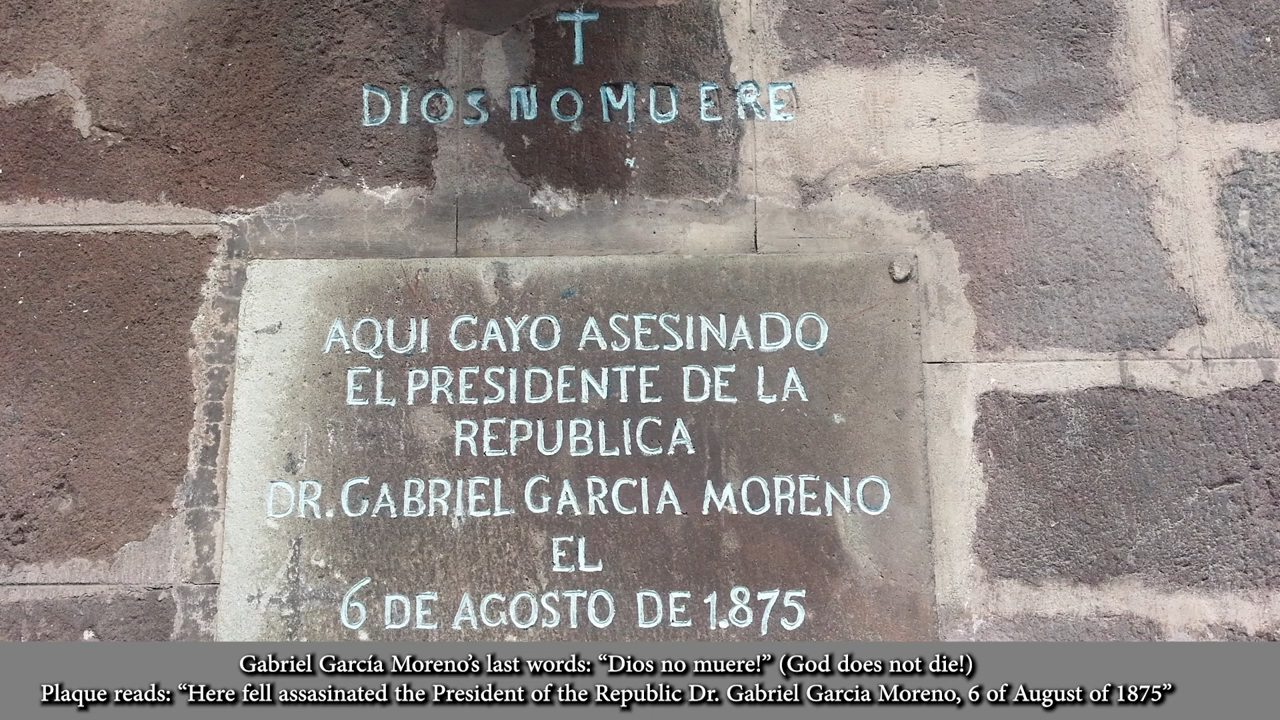 DIOS NO MUERE
AQUI CAYO ASESINADO
EL PRESIDENTE DE LA
REPUBLICA
DR. GABRIEL GARCIA MORENO
EL
6 DE AGOSTO DE 1.875
Gabriel García Moreno's last words: “Dios no muere!” (God does not die!)
Plaque reads: “Here fell assasinated the President of the Republic Dr. Gabriel Garcia Moreno, 6 of August of 1875”